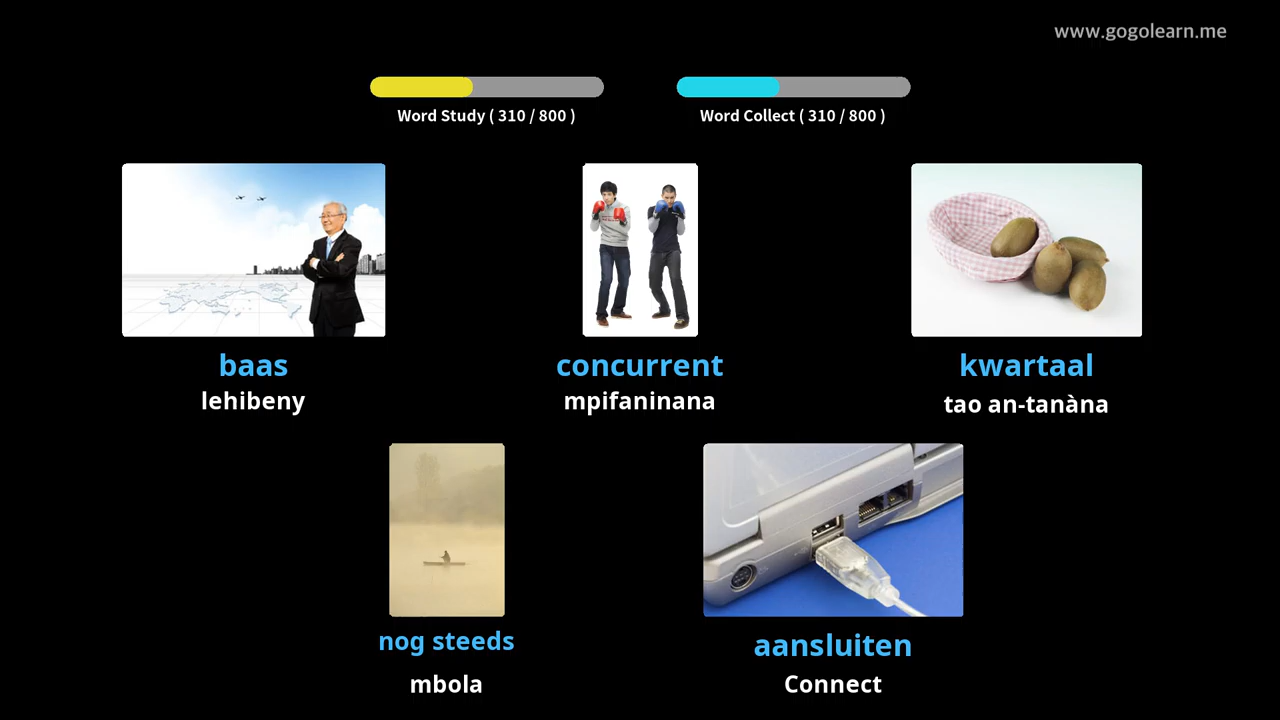 www.gogolearn.me
Word Study ( 310 / 800 )
Word Collect ( 310 / 800 )
baas
lehibeny
concurrent
mpifaninana
kwartaal
tao an-tanàna
nog steeds
mbola
aansluiten
Connect